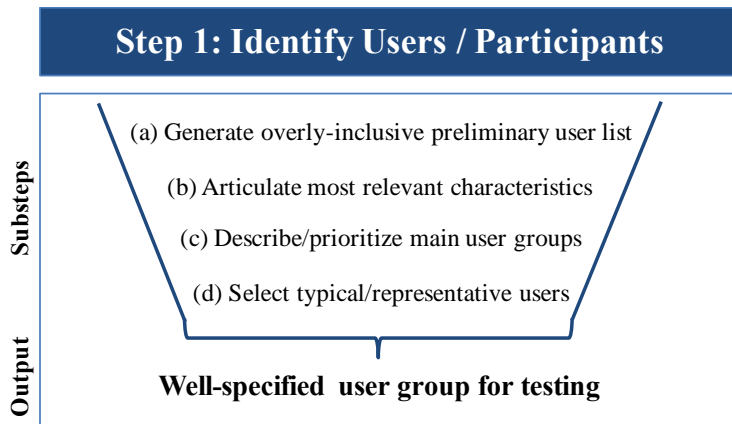 Step 1: Identify Users / Participants
Substeps
(a) Generate overly-inclusive preliminary user list
(b) Articulate most relevant characteristics
(c) Describe/prioritize main user groups
(d) Select typical/representative users
Output
Well-specified user group for testing